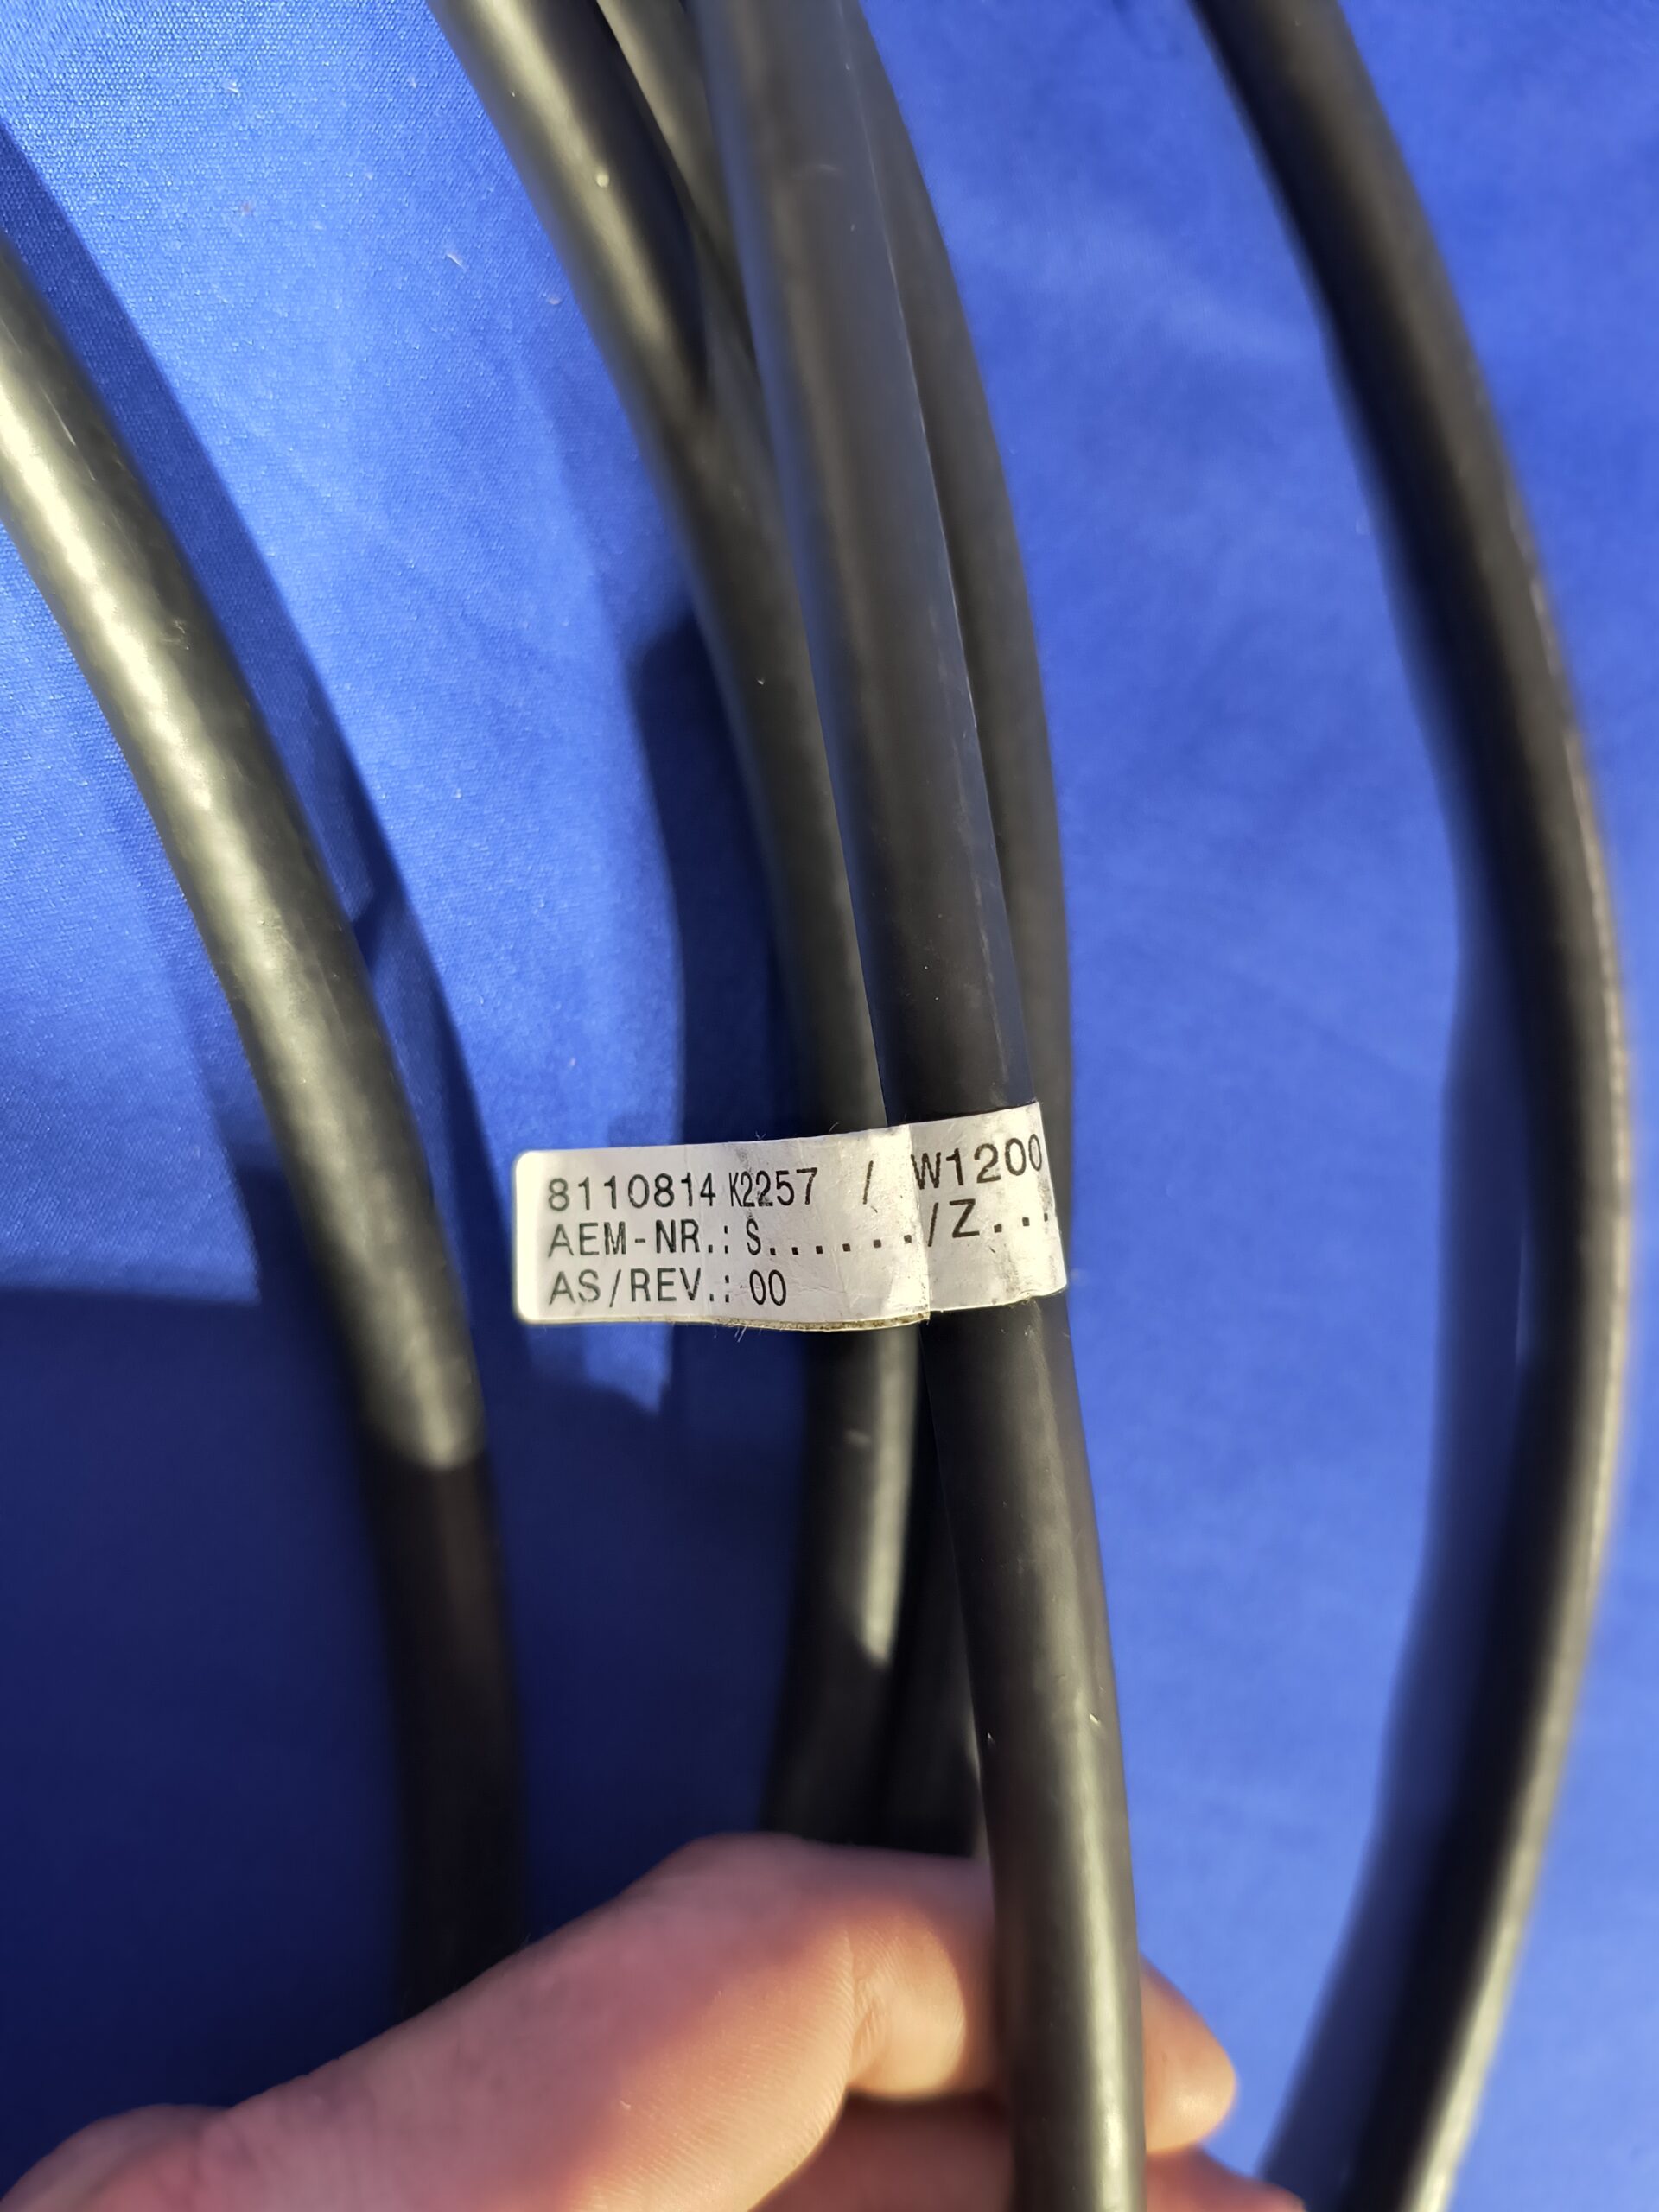 8110814 K2257 / W1200
AEM-NR.: S....../Z...
AS/REV.: 00